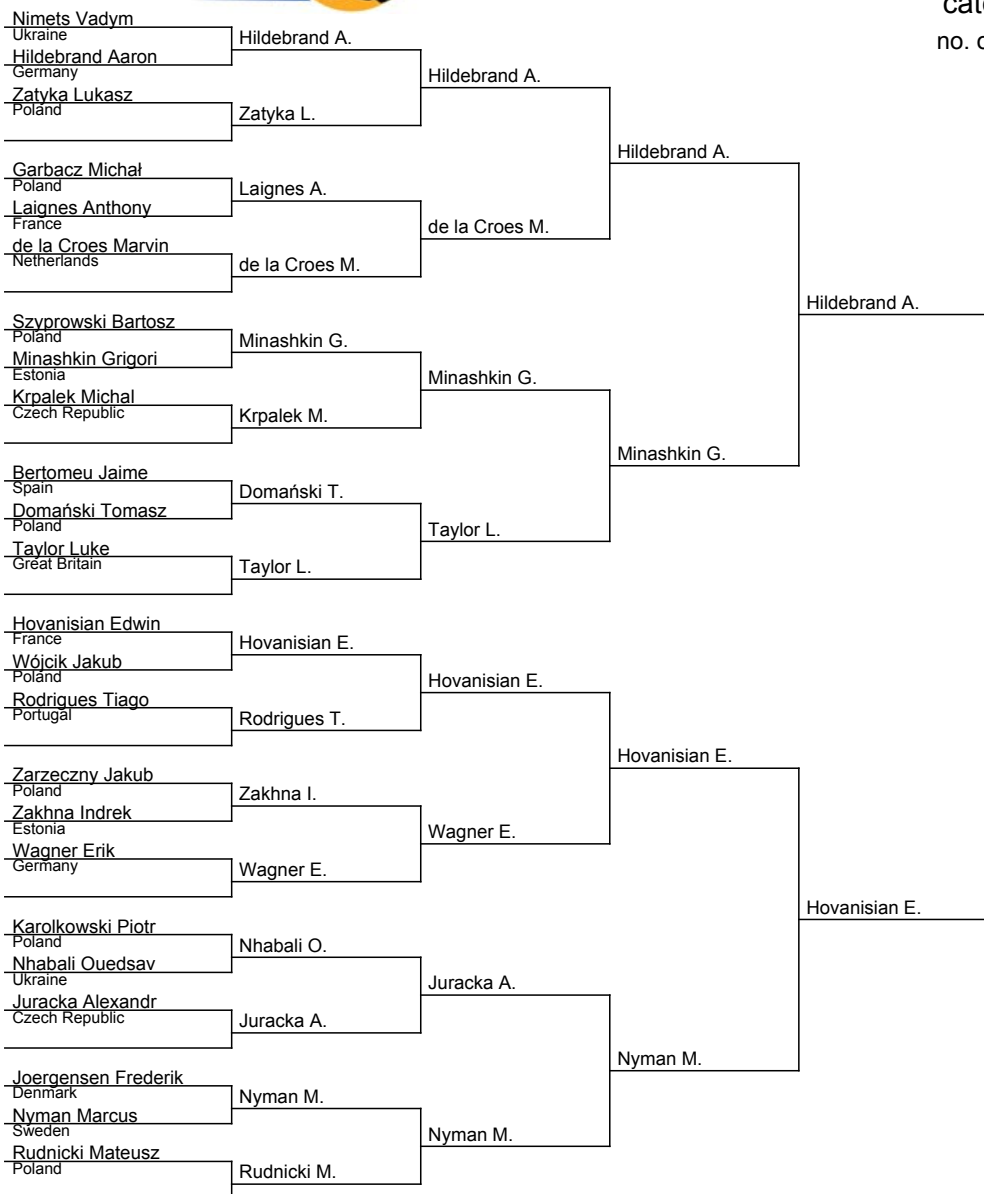 cat
no. o
Nimets Vadym
Ukraine
Hildebrand Aaron
Germany
Zatyka Lukasz
Poland
Garbacz Michał
Poland
Laignes Anthony
France
de la Croes Marvin
Netherlands
Szyprowski Bartosz
Poland
Minashkin Grigori
Estonia
Krpalek Michal
Czech Republic
Bertomeu Jaime
Spain
Domański Tomasz
Poland
Taylor Luke
Great Britain
Hovanisian Edwin
France
Wójcik Jakub
Poland
Rodrigues Tiago
Portugal
Zarzeczny Jakub
Poland
Zakhna Indrek
Estonia
Wagner Erik
Germany
Karolkowski Piotr
Poland
Nhabali Ouedsav
Ukraine
Juracka Alexandr
Czech Republic
Joergensen Frederik
Denmark
Nyman Marcus
Sweden
Rudnicki Mateusz
Poland
Hildebrand A.
Zatyka L.
Laignes A.
de la Croes M.
Minashkin G.
Krpalek M.
Domański T.
Taylor L.
Hovanisian E.
Rodrigues T.
Zakhna I.
Wagner E.
Nhabali O.
Juracka A.
Nyman M.
Rudnicki M.
Hildebrand A.
de la Croes M.
Minashkin G.
Taylor L.
Hovanisian E.
Wagner E.
Juracka A.
Nyman M.
Hildebrand A.
Minashkin G.
Hovanisian E.
Nyman M.
Hildebrand A.
Hovanisian E.